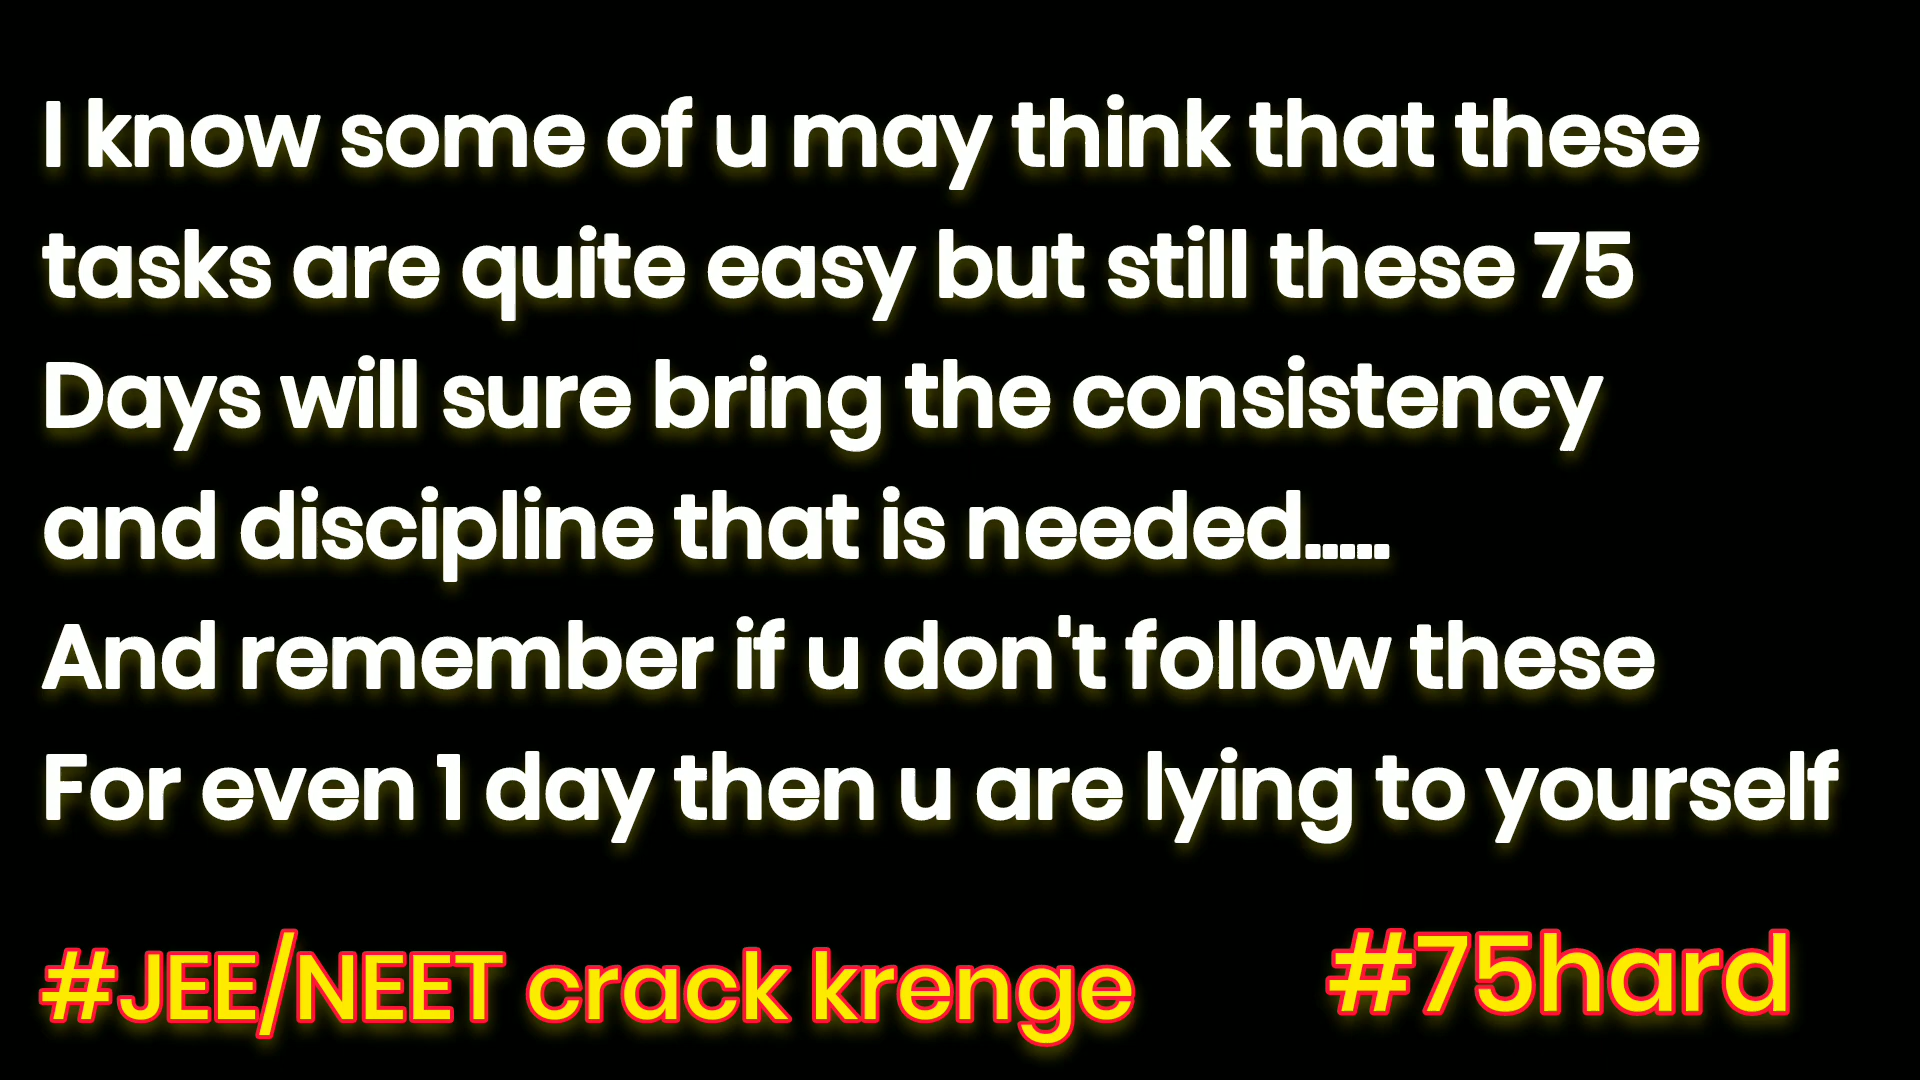 I know some of u may think that these
tasks are quite easy but still these 75
Days will sure bring the consistency
and discipline that is needed.....
And remember if u don't follow these
For even 1 day then u are lying to yourself
#JEE/NEET crack krenge #75hard